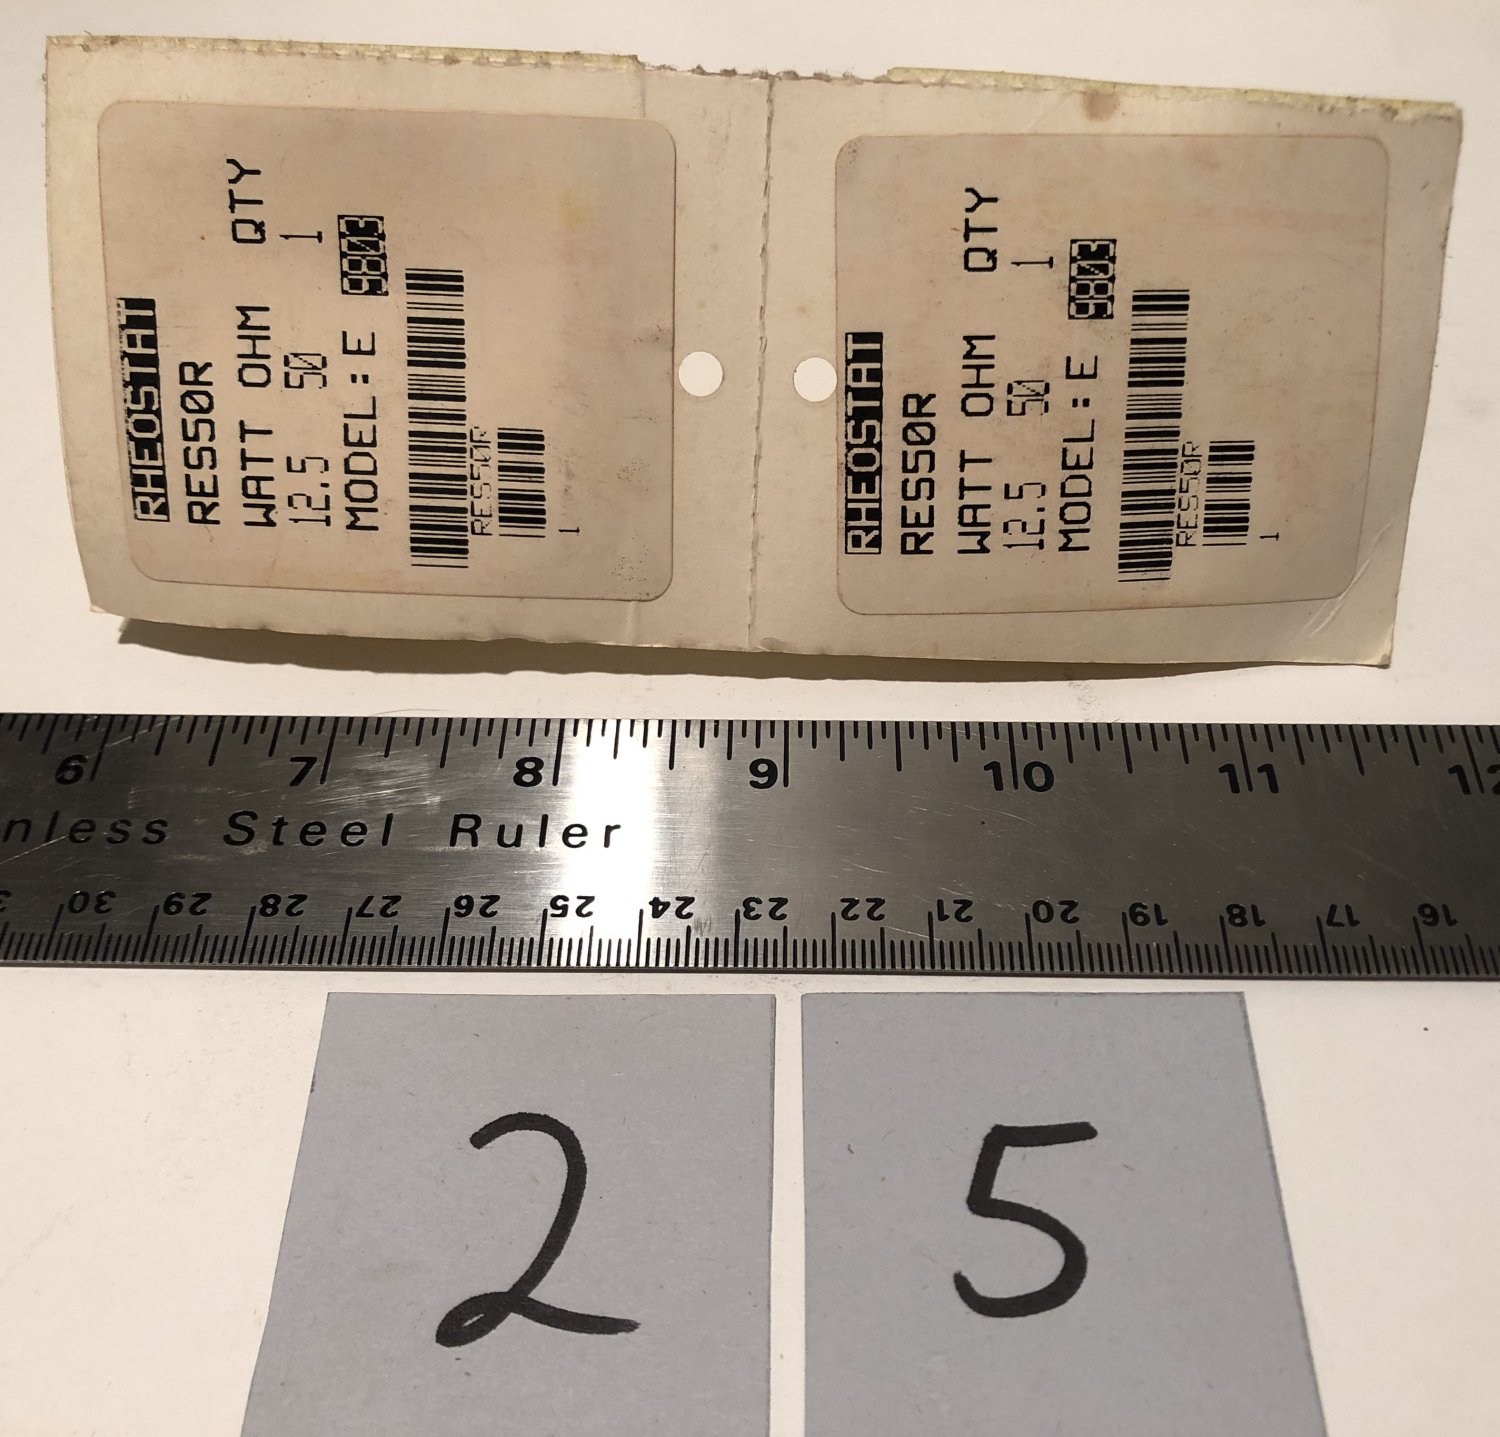 RHEOSTAT
RES50R
WATT OHM QTY
12.5 50 1
MODEL:E 9803
RES50R
1
RHEOSTAT
RES50R
WATT OHM QTY
12.5 50 1
MODEL:E 9803
RES50R
1
6 7 8 9 10 11 12
nless Steel Ruler
30 29 28 27 26 25 24 23 22 21 20 19 18 17 16
2 5